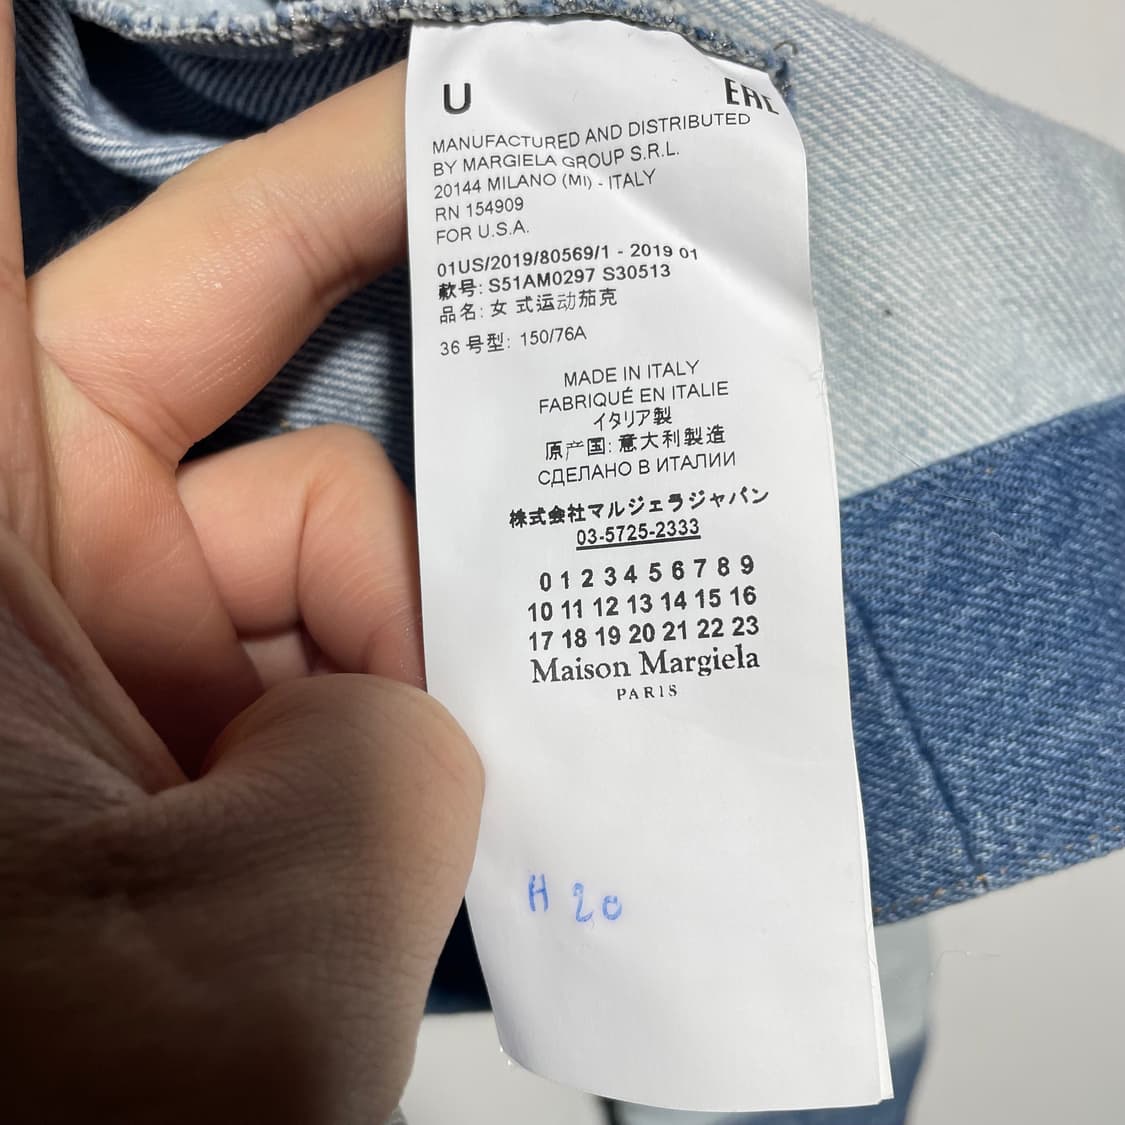 U
EAC
MANUFACTURED AND DISTRIBUTED
BY MARGIELA GROUP S.R.L.
20144 MILANO (MI) - ITALY
RN 154909
FOR U.S.A.
01US/2019/80569/1 - 2019 01
款号: S51AM0297 S30513
品名: 女 式运动茄克
36 号型: 150/76A
MADE IN ITALY
FABRIQUÉ EN ITALIE
イタリア製
原产国: 意大利製造
СДЕЛАНО В ИТАЛИИ
株式会社マルジェラジャパン
03-5725-2333
0 1 2 3 4 5 6 7 8 9
10 11 12 13 14 15 16
17 18 19 20 21 22 23
Maison Margiela
PARIS
H 20